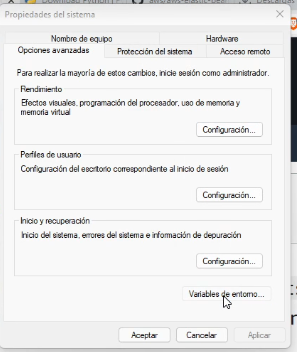 Download Python |
Descargas
Propiedades del sistema
Nombre de equipo
Hardware
Opciones avanzadas
Protección del sistema
Acceso remoto
Para realizar la mayoría de estos cambios, inicie sesión como administrador.
Rendimiento
Efectos visuales, programación del procesador, uso de memoria y
memoria virtual
Configuración...
Perfiles de usuario
Configuración del escritorio correspondiente al inicio de sesión
Configuración...
Inicio y recuperación
Inicio del sistema, errores del sistema e información de depuración
Configuración...
Variables de entorno...
Aceptar
Cancelar
Aplicar